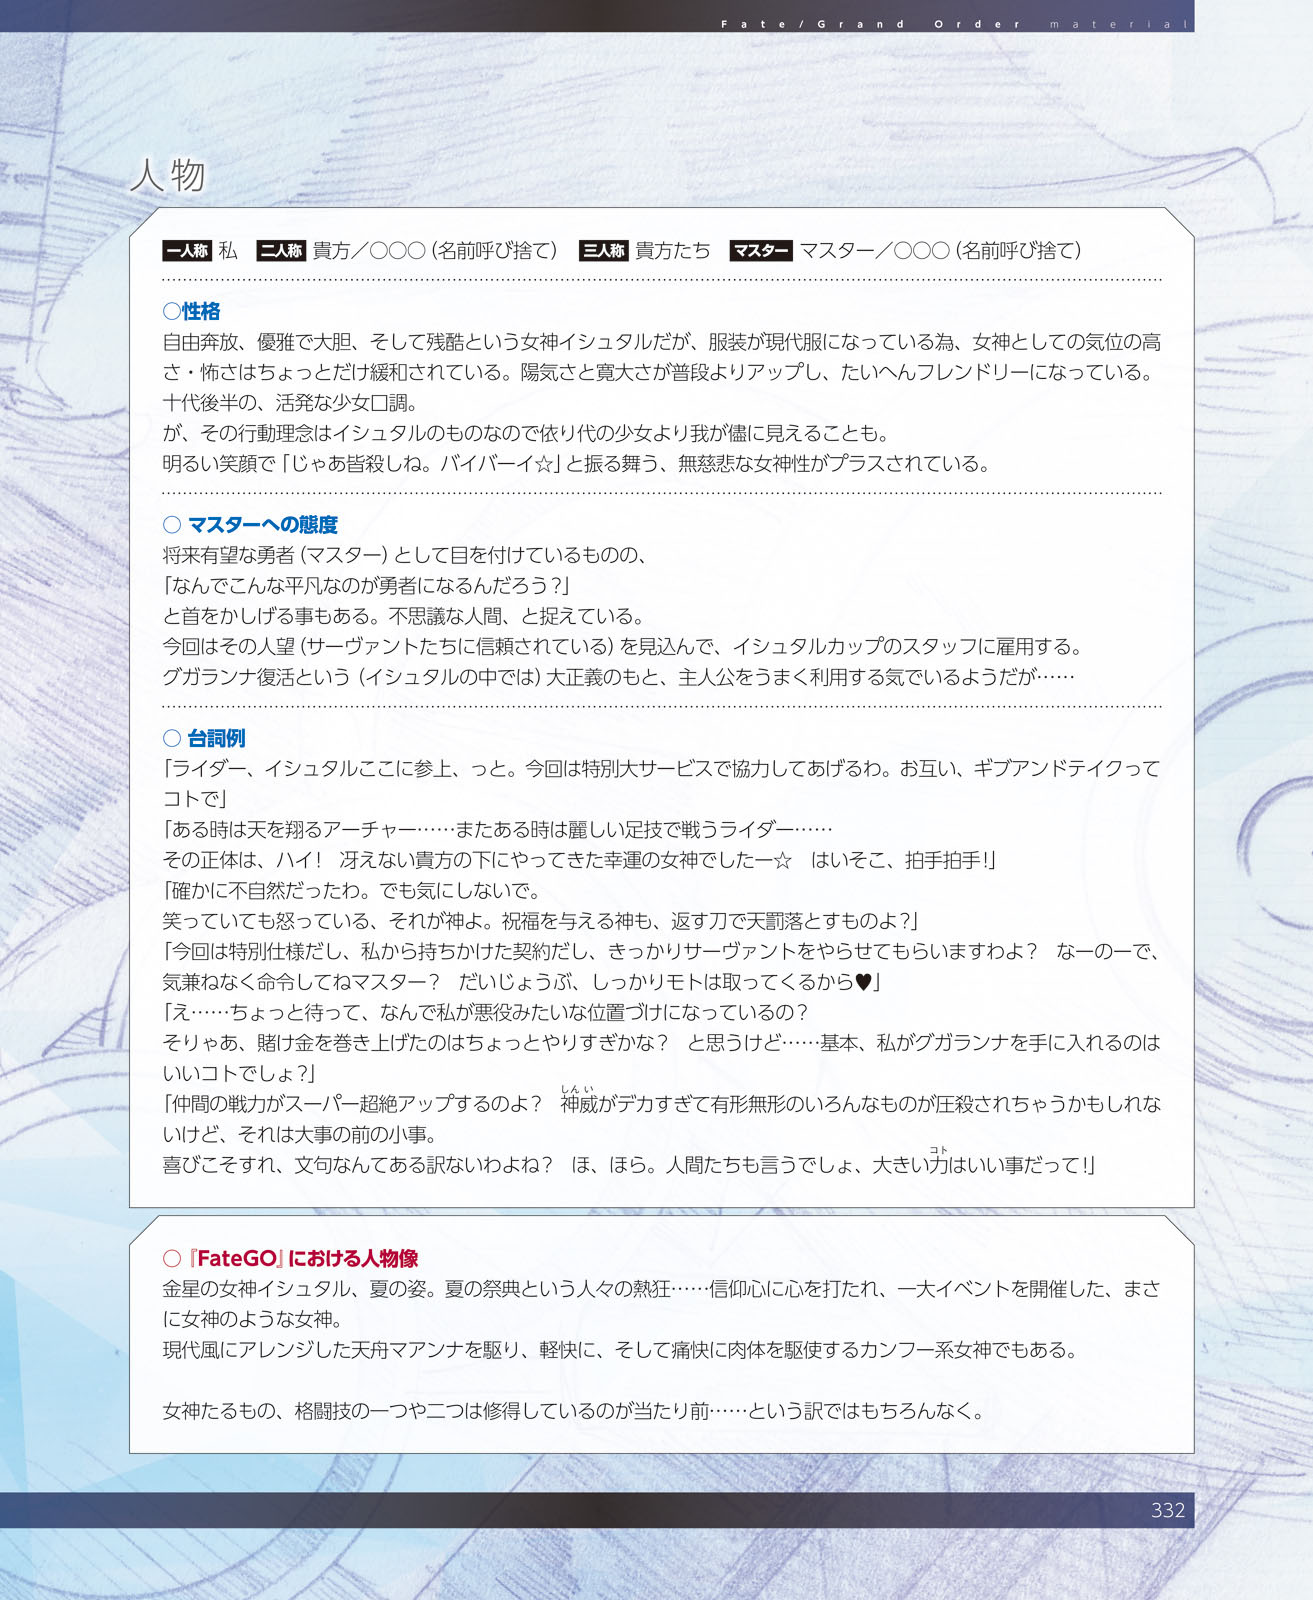 Fate/Grand Order material
人物
一人称 私 二人称 貴方／○○○（名前呼び捨て） 三人称 貴方たち マスター マスター／○○○（名前呼び捨て）
○性格
自由奔放、優雅で大胆、そして残酷という女神イシュタルだが、服装が現代服になっている為、女神としての気位の高
さ・怖さはちょっとだけ緩和されている。陽気さと寛大さが普段よりアップし、たいへんフレンドリーになっている。
十代後半の、活発な少女口調。
が、その行動理念はイシュタルのものなので依り代の少女より我が儘に見えることも。
明るい笑顔で「じゃあ皆殺しね。バイバーイ☆」と振る舞う、無慈悲な女神性がプラスされている。
○ マスターへの態度
将来有望な勇者（マスター）として目を付けているものの、
「なんでこんな平凡なのが勇者になるんだろう？」
と首をかしげる事もある。不思議な人間、と捉えている。
今回はその人望（サーヴァントたちに信頼されている）を見込んで、イシュタルカップのスタッフに雇用する。
グガランナ復活という（イシュタルの中では）大正義のもと、主人公をうまく利用する気でいるようだが……
○ 台詞例
「ライダー、イシュタルここに参上、っと。今回は特別大サービスで協力してあげるわ。お互い、ギブアンドテイクって
コトで」
「ある時は天を翔るアーチャー……またある時は麗しい足技で戦うライダー……
その正体は、ハイ！　冴えない貴方の下にやってきた幸運の女神でしたー☆　はいそこ、拍手拍手！」
「確かに不自然だったわ。でも気にしないで。
笑っていても怒っている、それが神よ。祝福を与える神も、返す刀で天罰落とすものよ？」
「今回は特別仕様だし、私から持ちかけた契約だし、きっかりサーヴァントをやらせてもらいますわよ？　なーのーで、
気兼ねなく命令してねマスター？　だいじょうぶ、しっかりモトは取ってくるから♥」
「え……ちょっと待って、なんで私が悪役みたいな位置づけになっているの？
そりゃあ、賭け金を巻き上げたのはちょっとやりすぎかな？　と思うけど……基本、私がグガランナを手に入れるのは
いいコトでしょ？」
しんい
「仲間の戦力がスーパー超絶アップするのよ？　神威がデカすぎて有形無形のいろんなものが圧殺されちゃうかもしれな
いけど、それは大事の前の小事。
コト
喜びこそすれ、文句なんてある訳ないわよね？　ほ、ほら。人間たちも言うでしょ、大きい力はいい事だって！」
○『FateGO』における人物像
金星の女神イシュタル、夏の姿。夏の祭典という人々の熱狂……信仰心に心を打たれ、一大イベントを開催した、まさ
に女神のような女神。
現代風にアレンジした天舟マアンナを駆り、軽快に、そして痛快に肉体を駆使するカンフー系女神でもある。
女神たるもの、格闘技の一つや二つは修得しているのが当たり前……という訳ではもちろんなく。
332